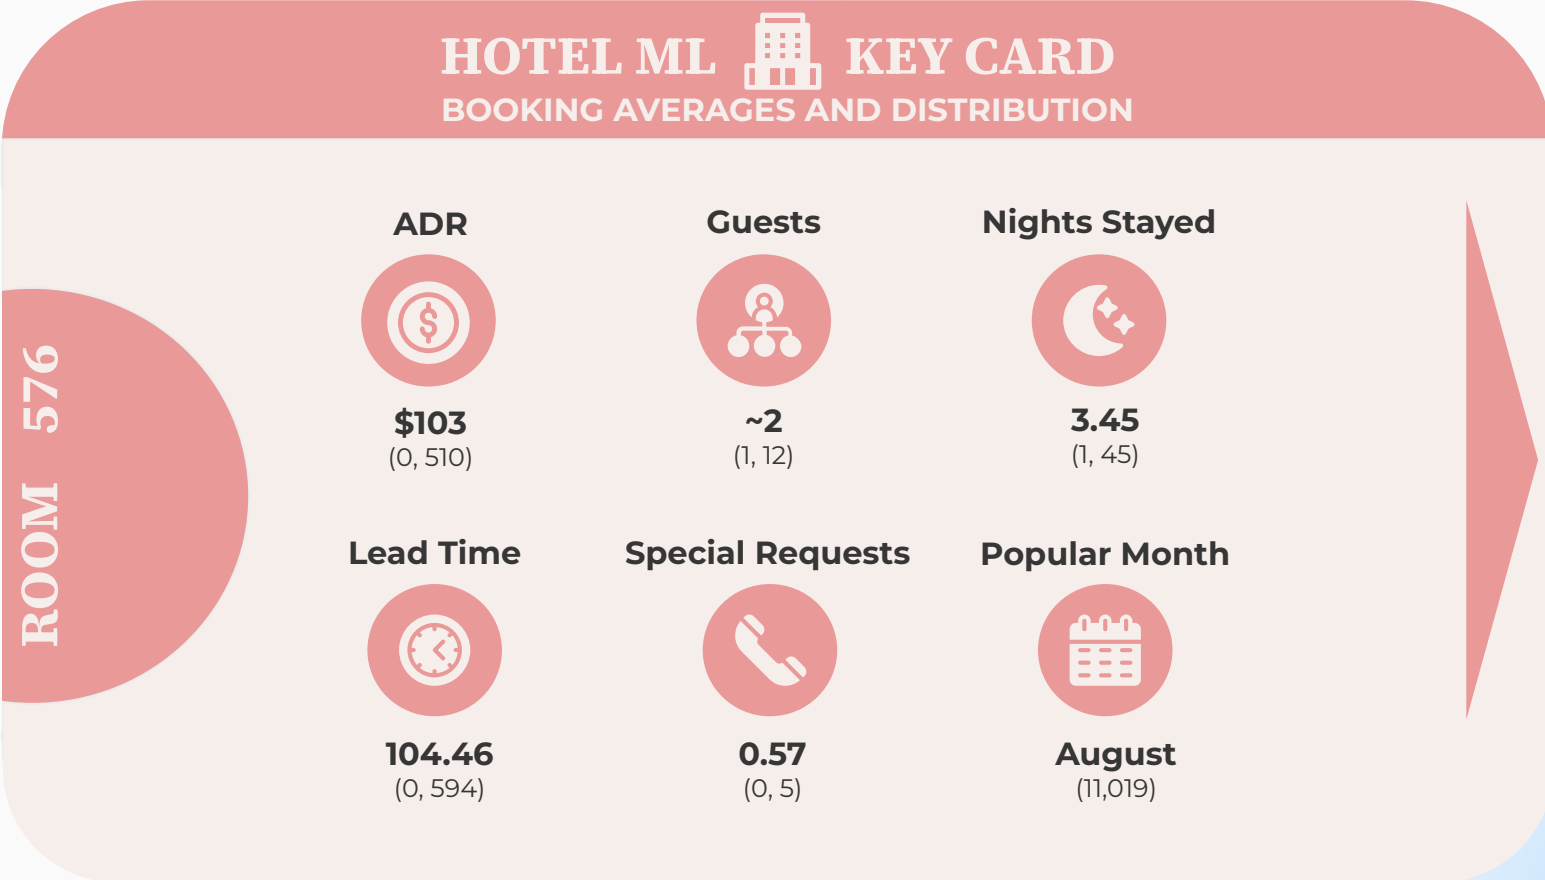 HOTEL ML KEY CARD
BOOKING AVERAGES AND DISTRIBUTION
ROOM 576
ADR
$103
(0, 510)
Guests
~2
(1, 12)
Nights Stayed
3.45
(1, 45)
Lead Time
104.46
(0, 594)
Special Requests
0.57
(0, 5)
Popular Month
August
(11,019)